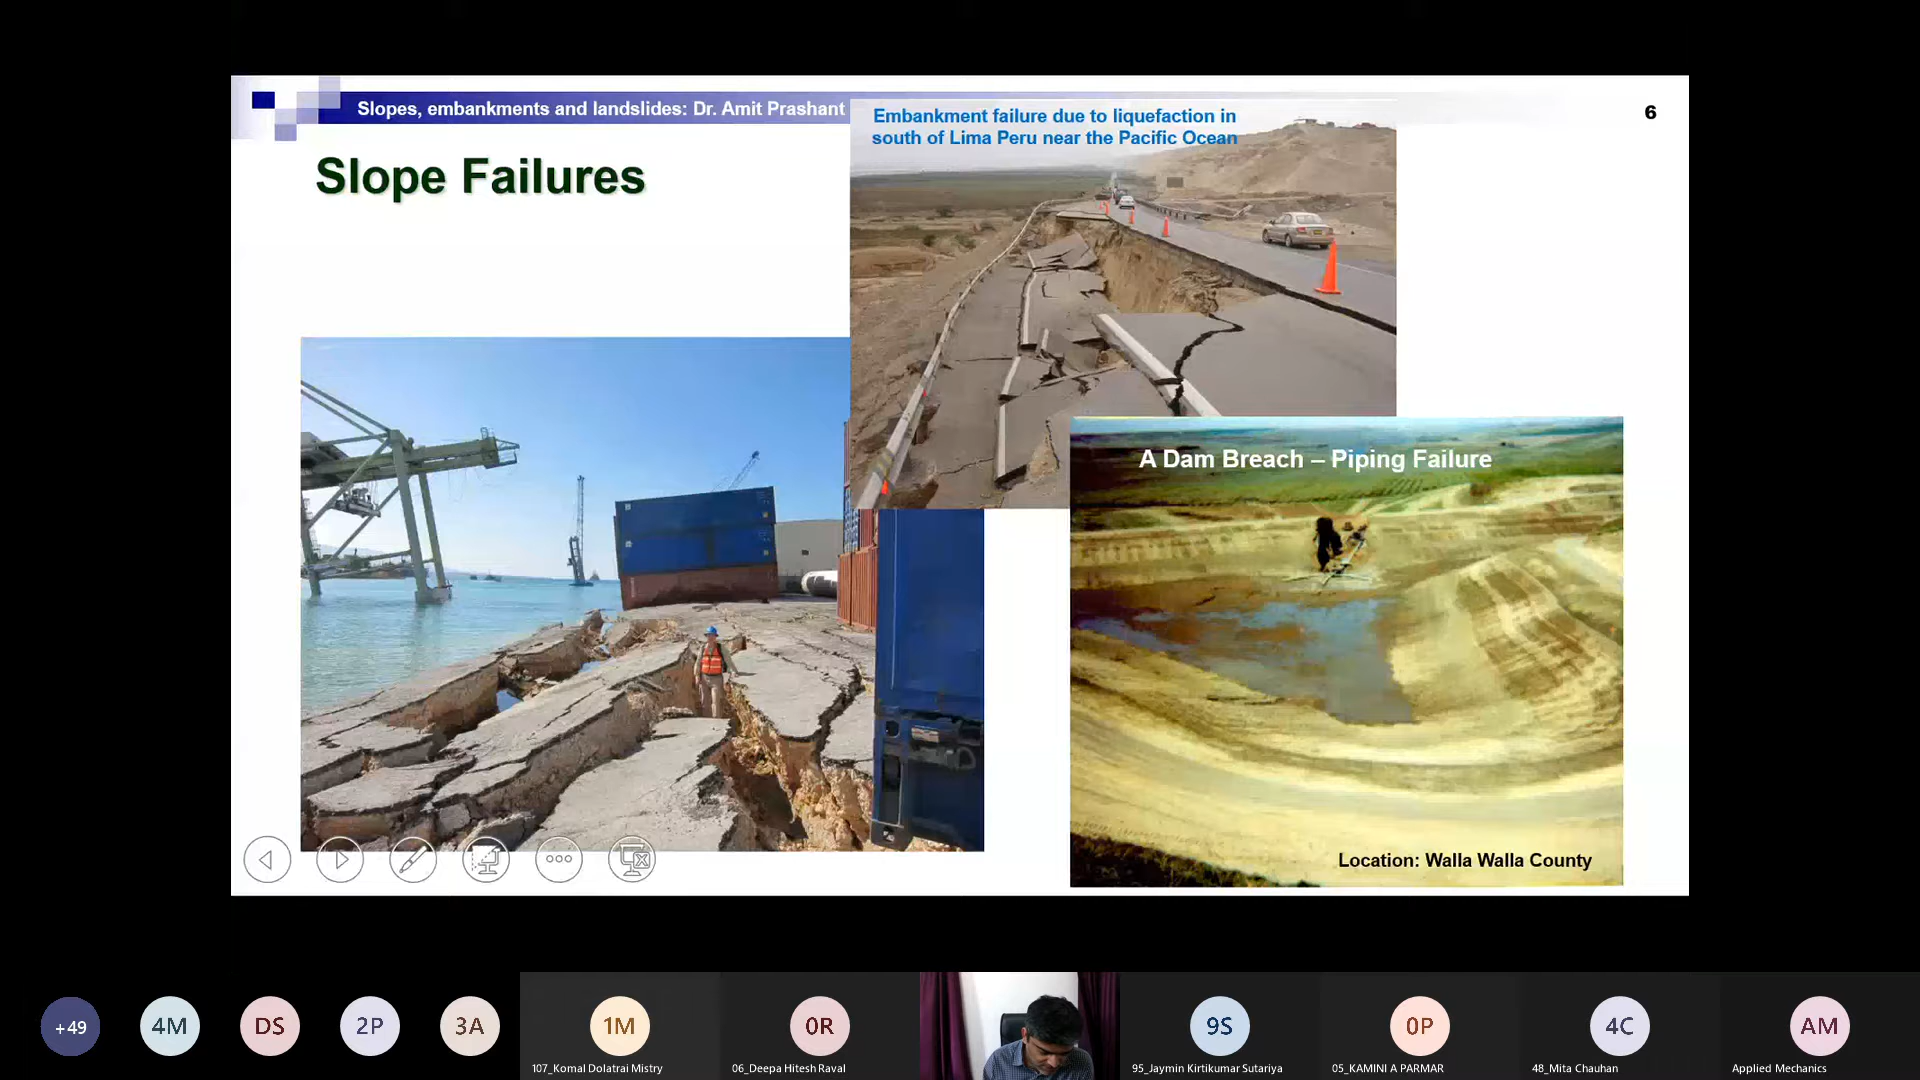 Slopes, embankments and landslides: Dr. Amit Prashant
6
Slope Failures
Embankment failure due to liquefaction in
south of Lima Peru near the Pacific Ocean
A Dam Breach – Piping Failure
Location: Walla Walla County
+49
4M
DS
2P
3A
1M
0R
9S
0P
4C
AM
107_Komal Dolatrai Mistry
06_Deepa Hitesh Raval
95_Jaymin Kirtikumar Sutariya
05_KAMINI A PARMAR
48_Mita Chauhan
Applied Mechanics